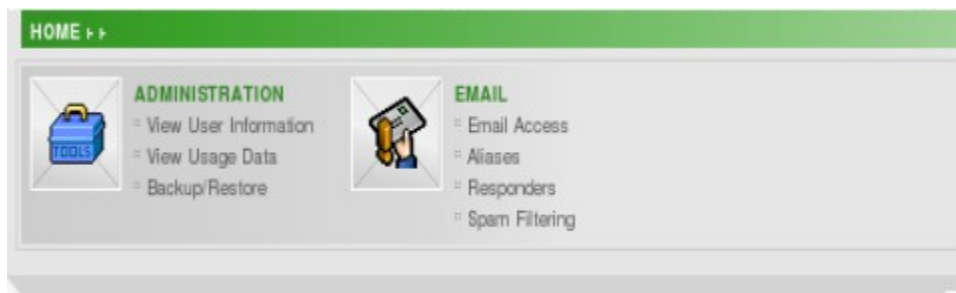 HOME
ADMINISTRATION
View User Information
View Usage Data
Backup/Restore
TOOLS
EMAIL
Email Access
Aliases
Responders
Spam Filtering